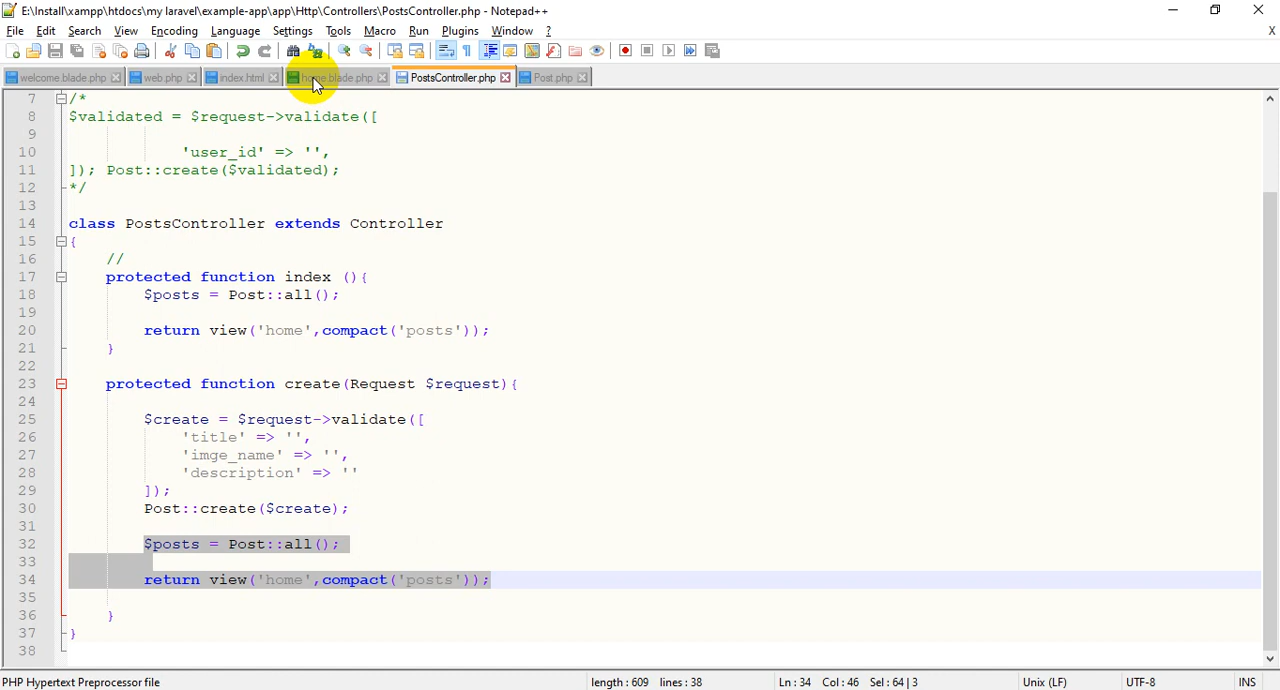 E:\Install\xampp\htdocs\my laravel\example-app\app\Http\Controllers\PostsController.php - Notepad++
File Edit Search View Encoding Language Settings Tools Macro Run Plugins Window ? X
welcome.blade.php web.php index.html home.blade.php PostsController.php Post.php
7 /*
8 $validated = $request->validate([
9
10 'user_id' => '',
11 ]); Post::create($validated);
12 */
13
14 class PostsController extends Controller
15 {
16 //
17 protected function index (){
18 $posts = Post::all();
19
20 return view('home',compact('posts'));
21 }
22
23 protected function create(Request $request){
24
25 $create = $request->validate([
26 'title' => '',
27 'imge_name' => '',
28 'description' => ''
29 ]);
30 Post::create($create);
31
32 $posts = Post::all();
33
34 return view('home',compact('posts'));
35
36 }
37 }
38
PHP Hypertext Preprocessor file length : 609 lines : 38 Ln : 34 Col : 46 Sel : 64 | 3 Unix (LF) UTF-8 INS